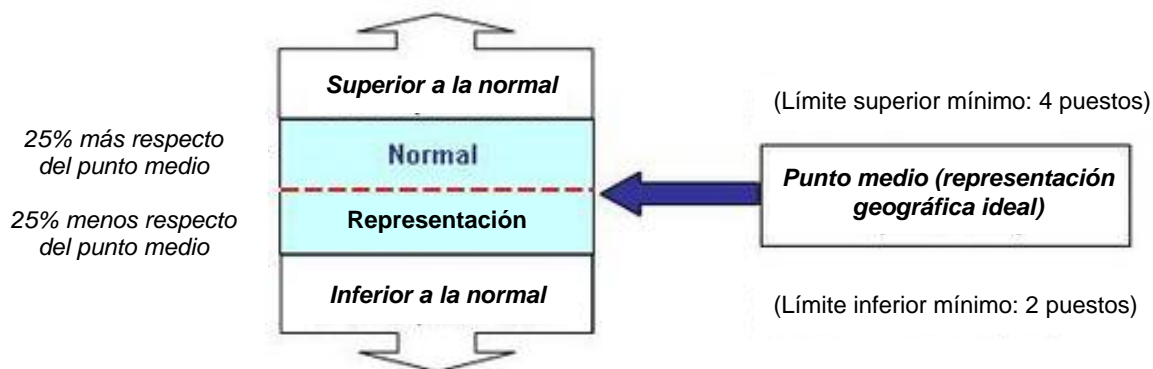 Superior a la normal
(Límite superior mínimo: 4 puestos)
25% más respecto
del punto medio
Normal
Punto medio (representación
geográfica ideal)
25% menos respecto
del punto medio
Representación
Inferior a la normal
(Límite inferior mínimo: 2 puestos)